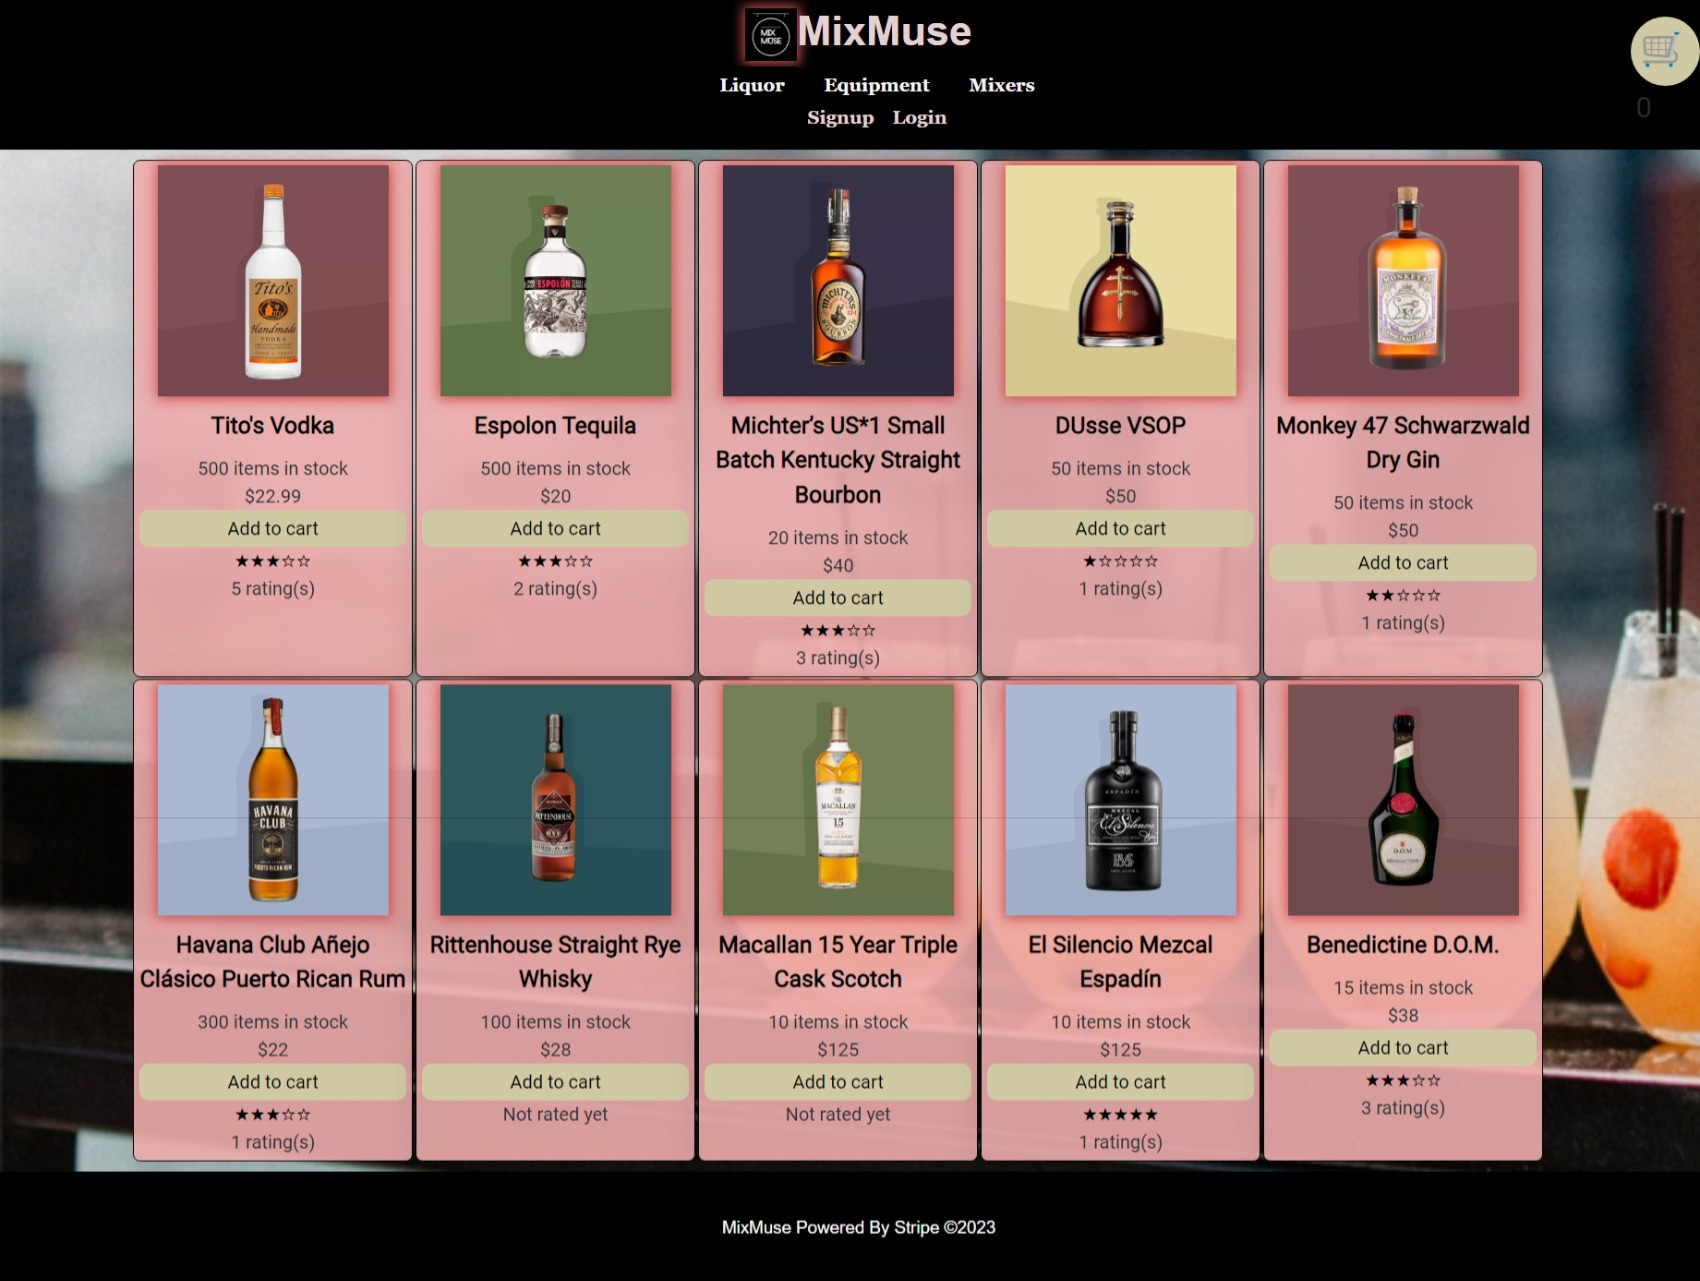 MIX
MUSE
MixMuse
Liquor Equipment Mixers
Signup Login
0
Tito's
Handmade
VODKA
ESPOLÒN
MICHTER'S
BOURBON
MONKEY 47
Tito's Vodka
500 items in stock
$22.99
Add to cart
★★★☆☆
5 rating(s)
Espolon Tequila
500 items in stock
$20
Add to cart
★★★☆☆
2 rating(s)
Michter’s US*1 Small
Batch Kentucky Straight
Bourbon
20 items in stock
$40
Add to cart
★★★☆☆
3 rating(s)
DUsse VSOP
50 items in stock
$50
Add to cart
★☆☆☆☆
1 rating(s)
Monkey 47 Schwarzwald
Dry Gin
50 items in stock
$50
Add to cart
★★☆☆☆
1 rating(s)
HAVANA
CLUB
PUERTO RICAN RUM
Havana Club Añejo
Clásico Puerto Rican Rum
300 items in stock
$22
Add to cart
★★★☆☆
1 rating(s)
RITTENHOUSE
RYE
Rittenhouse Straight Rye
Whisky
100 items in stock
$28
Add to cart
Not rated yet
The
MACALLAN
15
Macallan 15 Year Triple
Cask Scotch
10 items in stock
$125
Add to cart
Not rated yet
ESPADÍN
MEZCAL
El Silencio
El Silencio Mezcal
Espadín
10 items in stock
$125
Add to cart
★★★★★
1 rating(s)
D.O.M
Benedictine D.O.M.
15 items in stock
$38
Add to cart
★★★☆☆
3 rating(s)
MixMuse Powered By Stripe ©2023